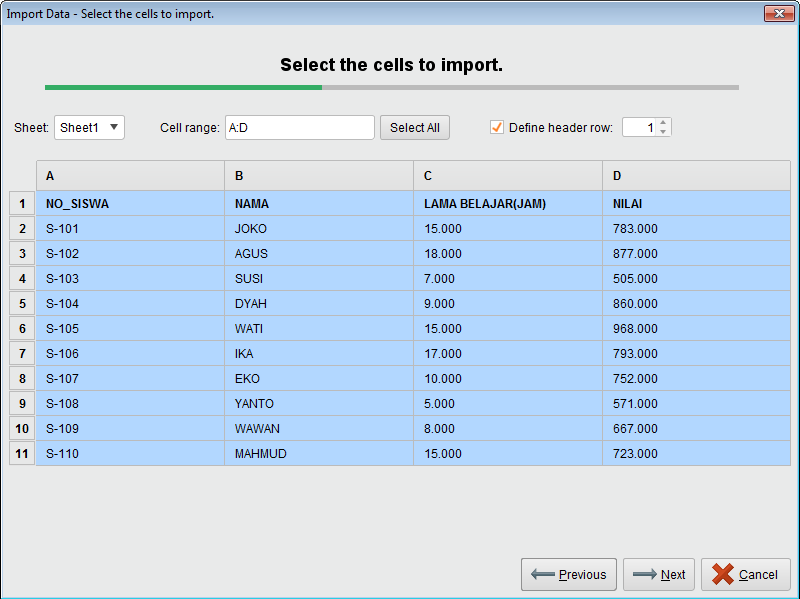 Import Data - Select the cells to import.
Select the cells to import.
Sheet: Sheet1 Cell range: A:D Select All Define header row: 1
A B C D
1 NO_SISWA NAMA LAMA BELAJAR(JAM) NILAI
2 S-101 JOKO 15.000 783.000
3 S-102 AGUS 18.000 877.000
4 S-103 SUSI 7.000 505.000
5 S-104 DYAH 9.000 860.000
6 S-105 WATI 15.000 968.000
7 S-106 IKA 17.000 793.000
8 S-107 EKO 10.000 752.000
9 S-108 YANTO 5.000 571.000
10 S-109 WAWAN 8.000 667.000
11 S-110 MAHMUD 15.000 723.000
Previous Next Cancel